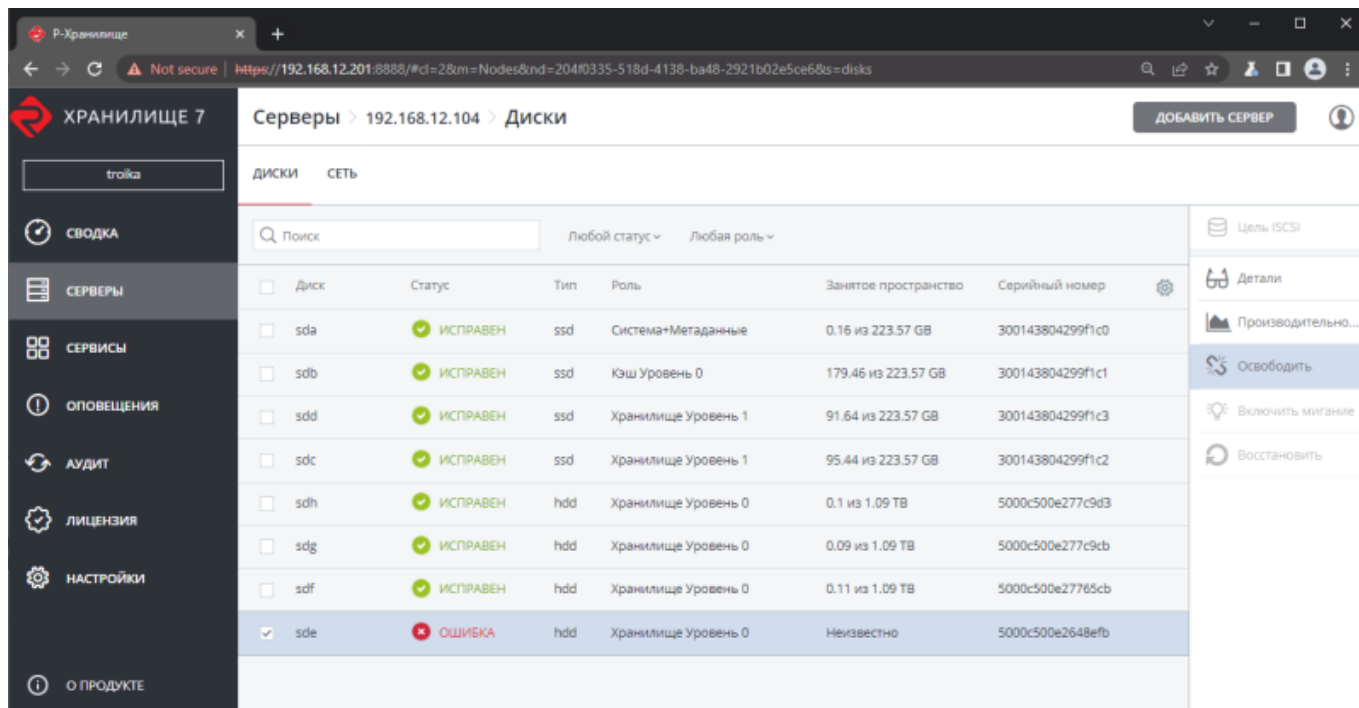 Р-Хранилище
Not secure | https://192.168.12.201:8888/#cl=2&m=Nodes&nd=204f0335-518d-4138-ba48-2921b02e5ce6&s=disks
ХРАНИЛИЩЕ 7
Серверы > 192.168.12.104 > Диски
ДОБАВИТЬ СЕРВЕР
troika
ДИСКИ СЕТЬ
СВОДКА
СЕРВЕРЫ
СЕРВИСЫ
ОПОВЕЩЕНИЯ
АУДИТ
ЛИЦЕНЗИЯ
НАСТРОЙКИ
О ПРОДУКТЕ
Поиск Любой статус Любая роль
Диск Статус Тип Роль Занятое пространство Серийный номер
sda ИСПРАВЕН ssd Система+Метаданные 0.16 из 223.57 GB 300143804299f1c0
sdb ИСПРАВЕН ssd Кэш Уровень 0 179.46 из 223.57 GB 300143804299f1c1
sdd ИСПРАВЕН ssd Хранилище Уровень 1 91.64 из 223.57 GB 300143804299f1c3
sdc ИСПРАВЕН ssd Хранилище Уровень 1 95.44 из 223.57 GB 300143804299f1c2
sdh ИСПРАВЕН hdd Хранилище Уровень 0 0.1 из 1.09 TB 5000c500e277c9d3
sdg ИСПРАВЕН hdd Хранилище Уровень 0 0.09 из 1.09 TB 5000c500e277c9cb
sdf ИСПРАВЕН hdd Хранилище Уровень 0 0.11 из 1.09 TB 5000c500e27765cb
sde ОШИБКА hdd Хранилище Уровень 0 Неизвестно 5000c500e2648efb
Цель iSCSI
Детали
Производительно...
Освободить
Включить мигание
Восстановить